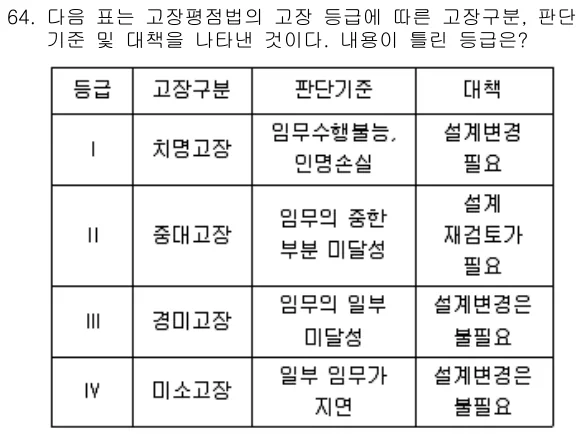 64. 다음 표는 고장평점법의 고장 등급에 따른 고장구분, 판단
기준 및 대책을 나타낸 것이다. 내용이 틀린 등급은?
등급 고장구분 판단기준 대책
Ⅰ 치명고장 임무수행불능, 인명손실 설계변경 필요
Ⅱ 중대고장 임무의 중한 부분 미달성 설계 재검토가 필요
Ⅲ 경미고장 임무의 일부 미달성 설계변경은 불필요
Ⅳ 미소고장 일부 임무가 지연 설계변경은 불필요